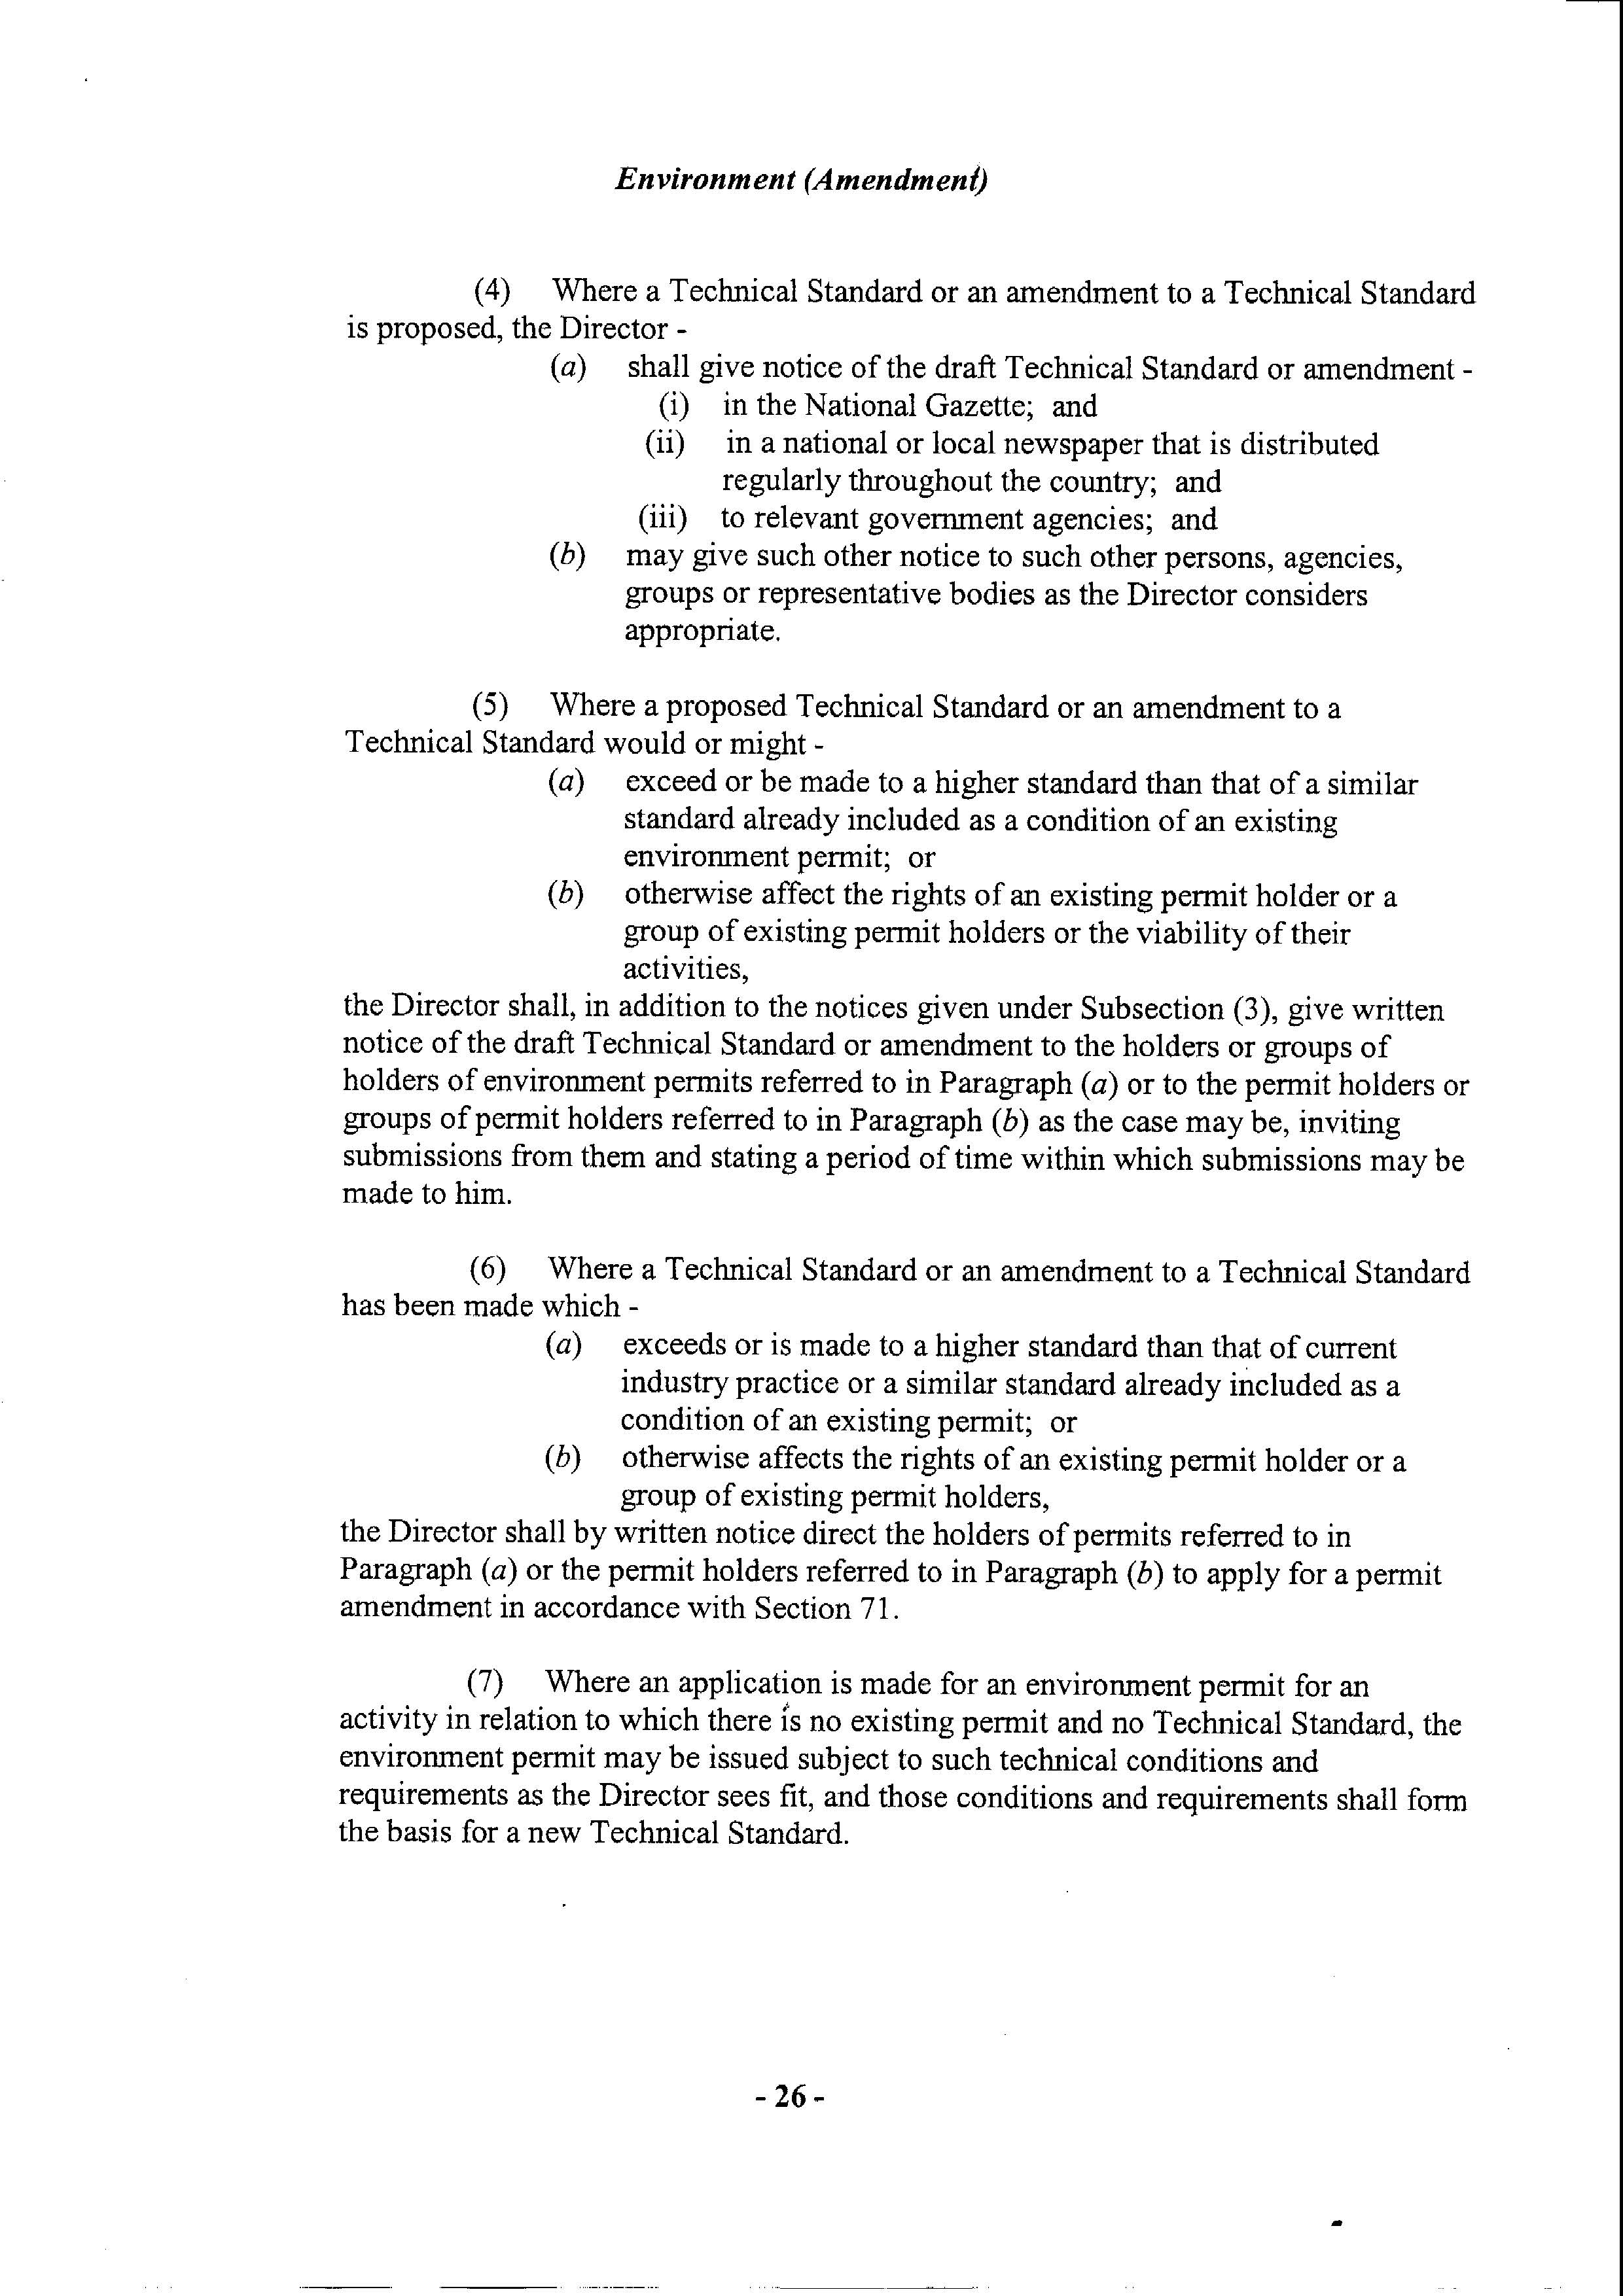 Environment (Amendment)
(4) Where a Technical Standard or an amendment to a Technical Standard
is proposed, the Director -
(a) shall give notice of the draft Technical Standard or amendment -
(i) in the National Gazette; and
(ii) in a national or local newspaper that is distributed
regularly throughout the country; and
(iii) to relevant government agencies; and
(b) may give such other notice to such other persons, agencies,
groups or representative bodies as the Director considers
appropriate.
(5) Where a proposed Technical Standard or an amendment to a
Technical Standard would or might -
(a) exceed or be made to a higher standard than that of a similar
standard already included as a condition of an existing
environment permit; or
(b) otherwise affect the rights of an existing permit holder or a
group of existing permit holders or the viability of their
activities,
the Director shall, in addition to the notices given under Subsection (3), give written
notice of the draft Technical Standard or amendment to the holders or groups of
holders of environment permits referred to in Paragraph (a) or to the permit holders or
groups of permit holders referred to in Paragraph (b) as the case may be, inviting
submissions from them and stating a period of time within which submissions may be
made to him.
(6) Where a Technical Standard or an amendment to a Technical Standard
has been made which -
(a) exceeds or is made to a higher standard than that of current
industry practice or a similar standard already included as a
condition of an existing permit; or
(b) otherwise affects the rights of an existing permit holder or a
group of existing permit holders,
the Director shall by written notice direct the holders of permits referred to in
Paragraph (a) or the permit holders referred to in Paragraph (b) to apply for a permit
amendment in accordance with Section 71.
(7) Where an application is made for an environment permit for an
activity in relation to which there is no existing permit and no Technical Standard, the
environment permit may be issued subject to such technical conditions and
requirements as the Director sees fit, and those conditions and requirements shall form
the basis for a new Technical Standard.
- 26 -